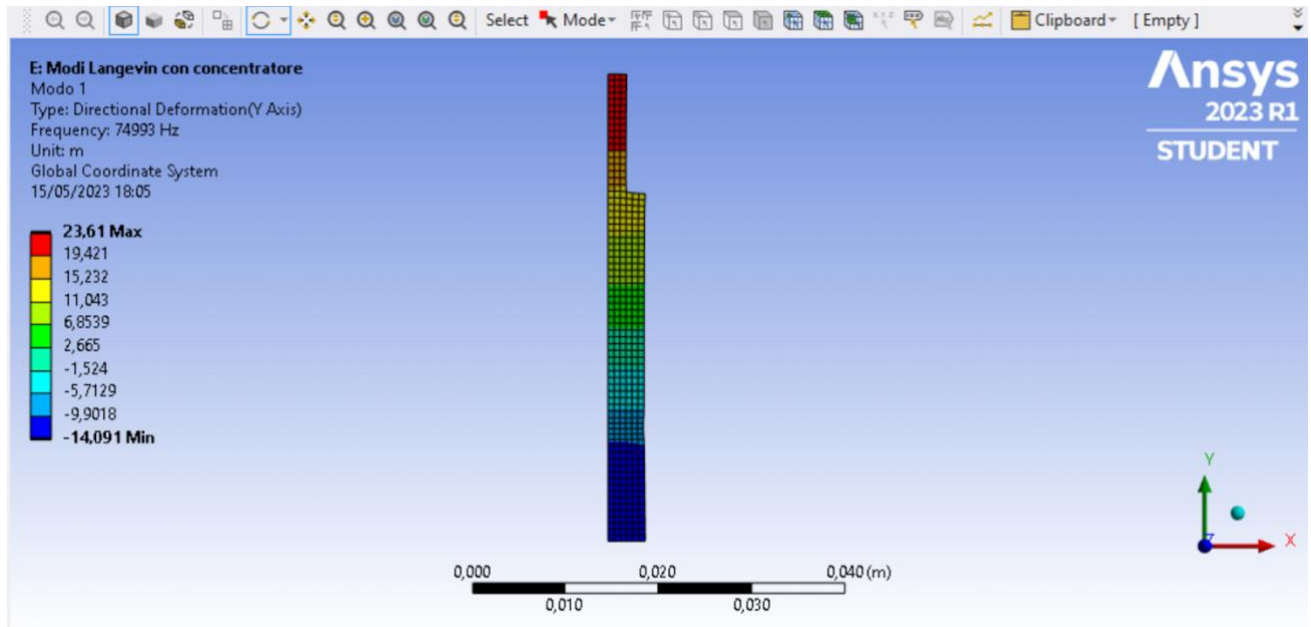 Select Mode Clipboard [ Empty ]
E: Modi Langevin con concentratore
Modo 1
Type: Directional Deformation(Y Axis)
Frequency: 74993 Hz
Unit: m
Global Coordinate System
15/05/2023 18:05
23,61 Max
19,421
15,232
11,043
6,8539
2,665
-1,524
-5,7129
-9,9018
-14,091 Min
Ansys
2023 R1
STUDENT
Y
Z X
0,000 0,020 0,040 (m)
0,010 0,030